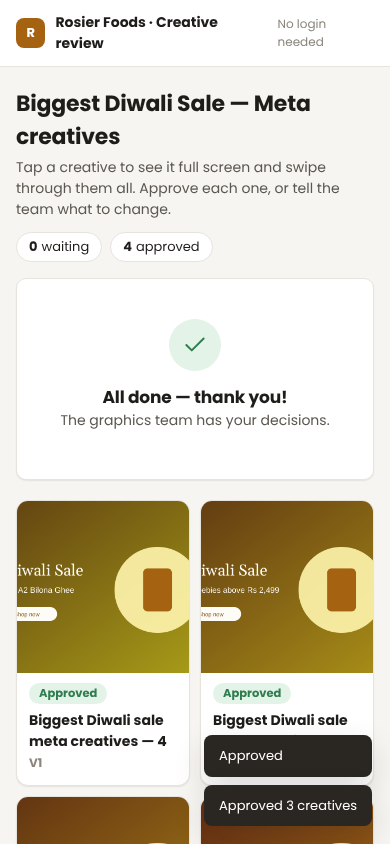 R
Rosier Foods · Creative
review
No login
needed
Biggest Diwali Sale — Meta
creatives
Tap a creative to see it full screen and swipe
through them all. Approve each one, or tell the
team what to change.
0 waiting
4 approved
All done — thank you!
The graphics team has your decisions.
iwali Sale
A2 Bilona Ghee
Shop now
Approved
Biggest Diwali sale
meta creatives — 4
V1
iwali Sale
ebies above Rs 2,499
Shop now
Approved
Biggest Diwali sale
Approved
Approved 3 creatives